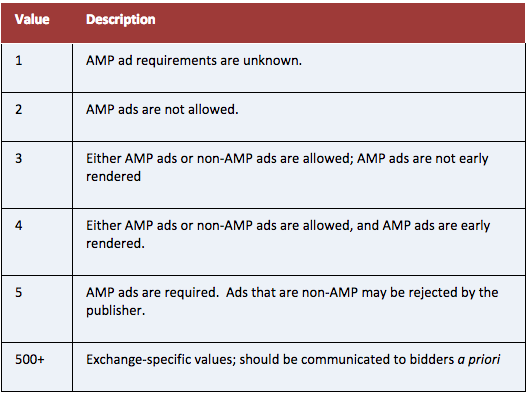 Value Description
1 AMP ad requirements are unknown.
2 AMP ads are not allowed.
3 Either AMP ads or non-AMP ads are allowed; AMP ads are not early
rendered
4 Either AMP ads or non-AMP ads are allowed, and AMP ads are early
rendered.
5 AMP ads are required.  Ads that are non-AMP may be rejected by the
publisher.
500+ Exchange-specific values; should be communicated to bidders a priori